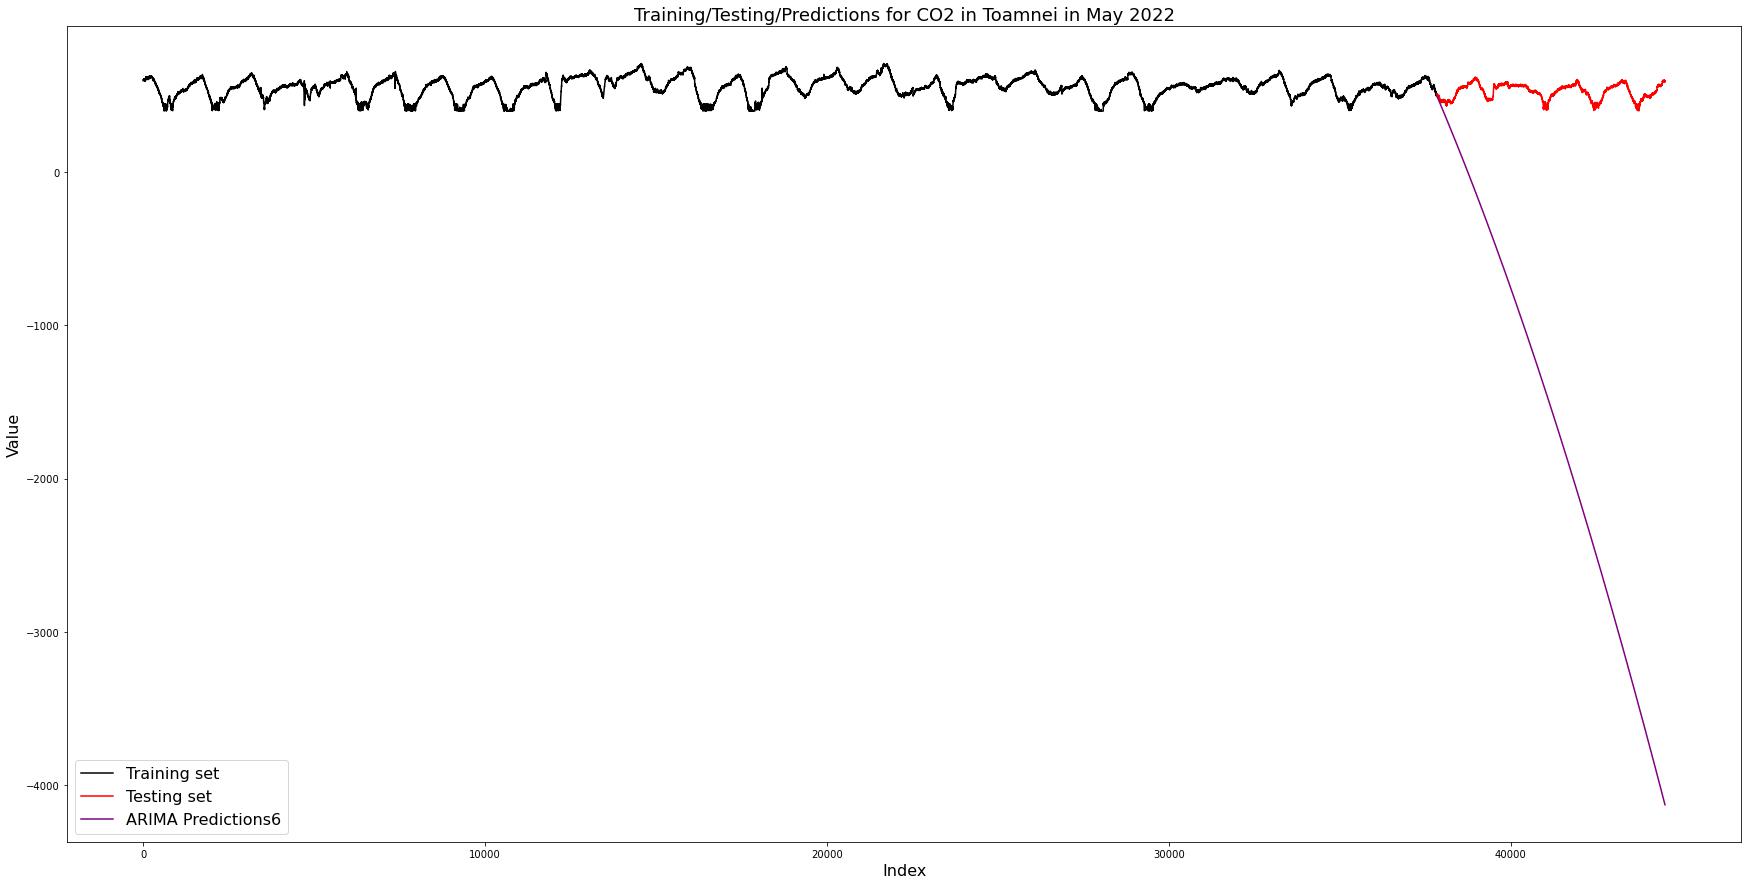 Training/Testing/Predictions for CO2 in Toamnei in May 2022
Value
0
−1000
−2000
−3000
−4000
Training set
Testing set
ARIMA Predictions6
0
10000
20000
30000
40000
Index